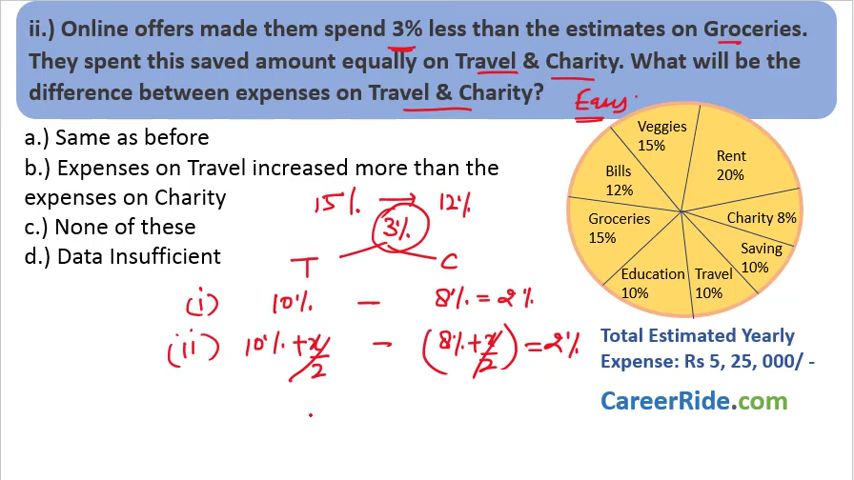 ii.) Online offers made them spend 3% less than the estimates on Groceries.
They spent this saved amount equally on Travel & Charity. What will be the
difference between expenses on Travel & Charity?
Easy.
a.) Same as before
b.) Expenses on Travel increased more than the
expenses on Charity
c.) None of these
d.) Data Insufficient
15% → 12%
3%
T C
(i) 10% – 8% = 2%
(ii) 10% + x/2 – (8% + x/2) = 2%
Veggies
15%
Rent
20%
Bills
12%
Groceries
15%
Charity 8%
Saving
10%
Education
10%
Travel
10%
Total Estimated Yearly
Expense: Rs 5, 25, 000/ -
CareerRide.com